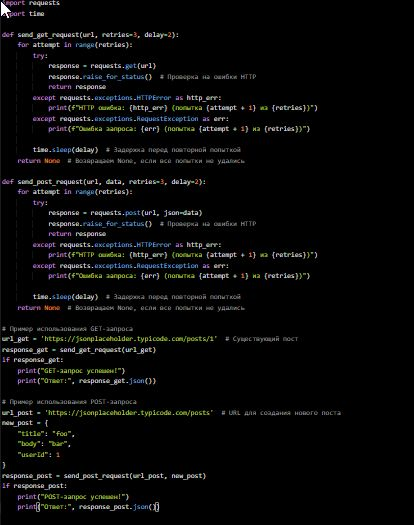 import requests
import time

def send_get_request(url, retries=3, delay=2):
    for attempt in range(retries):
        try:
            response = requests.get(url)
            response.raise_for_status()  # Проверка на ошибки HTTP
            return response
        except requests.exceptions.HTTPError as http_err:
            print(f"HTTP ошибка: {http_err} (попытка {attempt + 1} из {retries})")
        except requests.exceptions.RequestException as err:
            print(f"Ошибка запроса: {err} (попытка {attempt + 1} из {retries})")

        time.sleep(delay)  # Задержка перед повторной попыткой
    return None  # Возвращаем None, если все попытки не удались

def send_post_request(url, data, retries=3, delay=2):
    for attempt in range(retries):
        try:
            response = requests.post(url, json=data)
            response.raise_for_status()  # Проверка на ошибки HTTP
            return response
        except requests.exceptions.HTTPError as http_err:
            print(f"HTTP ошибка: {http_err} (попытка {attempt + 1} из {retries})")
        except requests.exceptions.RequestException as err:
            print(f"Ошибка запроса: {err} (попытка {attempt + 1} из {retries})")

        time.sleep(delay)  # Задержка перед повторной попыткой
    return None  # Возвращаем None, если все попытки не удались

# Пример использования GET-запроса
url_get = 'https://jsonplaceholder.typicode.com/posts/1'  # Существующий пост
response_get = send_get_request(url_get)
if response_get:
    print("GET-запрос успешен!")
    print("Ответ:", response_get.json())

# Пример использования POST-запроса
url_post = 'https://jsonplaceholder.typicode.com/posts'  # URL для создания нового поста
new_post = {
    "title": "foo",
    "body": "bar",
    "userId": 1
}
response_post = send_post_request(url_post, new_post)
if response_post:
    print("POST-запрос успешен!")
    print("Ответ:", response_post.json())